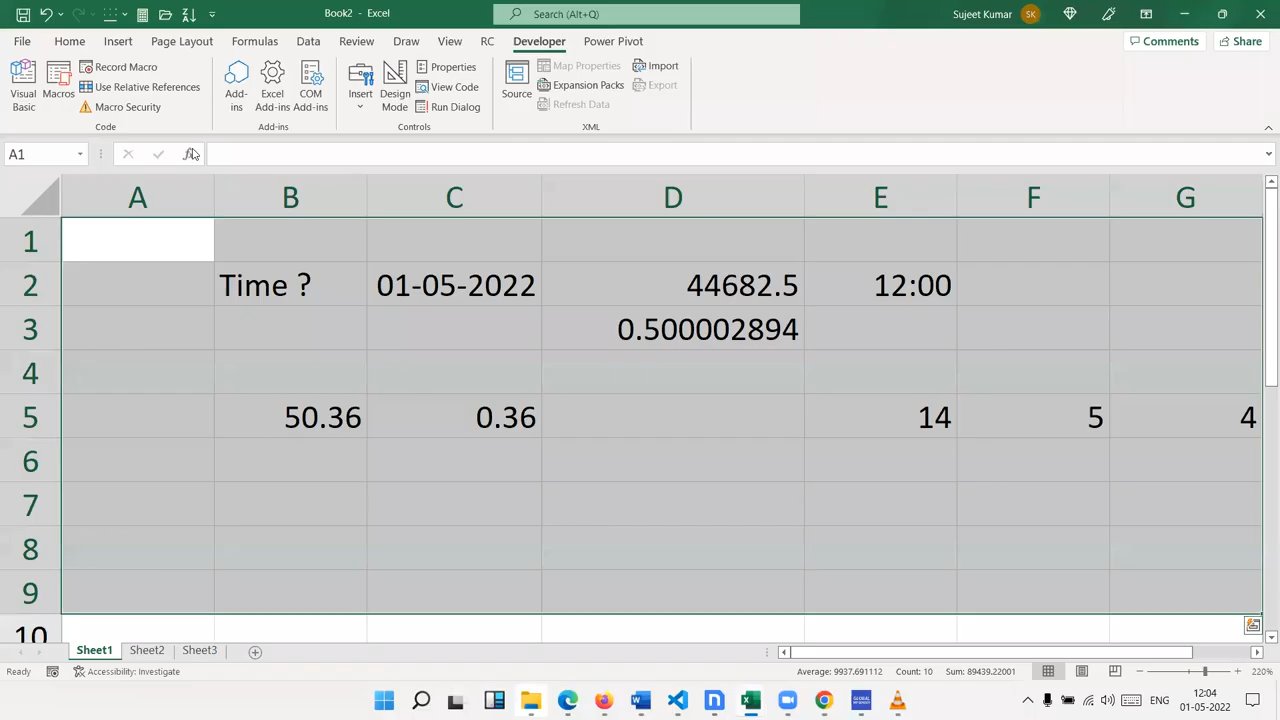 Book2 - Excel
Search (Alt+Q)
Sujeet Kumar
SK
File Home Insert Page Layout Formulas Data Review Draw View RC Developer Power Pivot
Comments
Share
Visual Basic
Macros
Record Macro
Use Relative References
Macro Security
Code
Add-ins
Excel Add-ins
COM Add-ins
Add-ins
Insert
Design Mode
Properties
View Code
Run Dialog
Controls
Source
Map Properties
Expansion Packs
Refresh Data
Import
Export
XML
A1
fx
A B C D E F G
1
2 Time ? 01-05-2022 44682.5 12:00
3 0.500002894
4
5 50.36 0.36 14 5 4
6
7
8
9
10
Sheet1 Sheet2 Sheet3
Ready
Accessibility: Investigate
Average: 9937.691112 Count: 10 Sum: 89439.22001
220%
ENG
12:04
01-05-2022